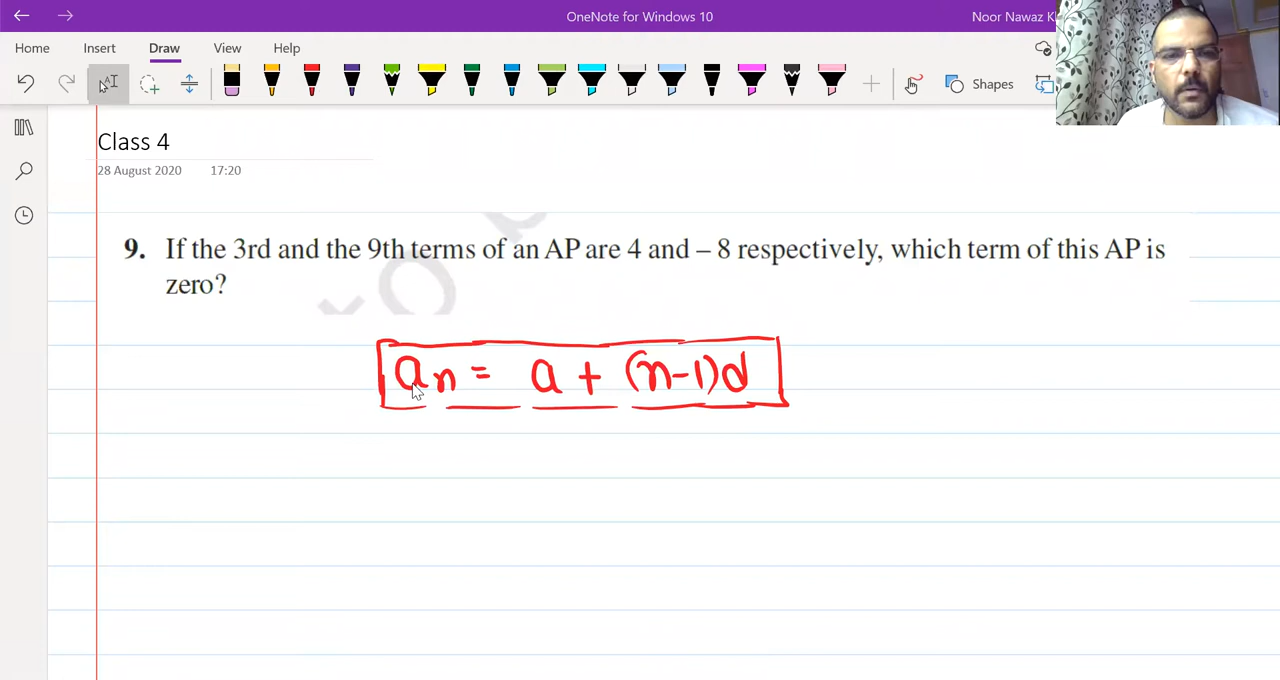 OneNote for Windows 10
Noor Nawaz
Home Insert Draw View Help
Shapes
Class 4
28 August 2020 17:20
9. If the 3rd and the 9th terms of an AP are 4 and – 8 respectively, which term of this AP is
zero?
an = a + (n-1)d